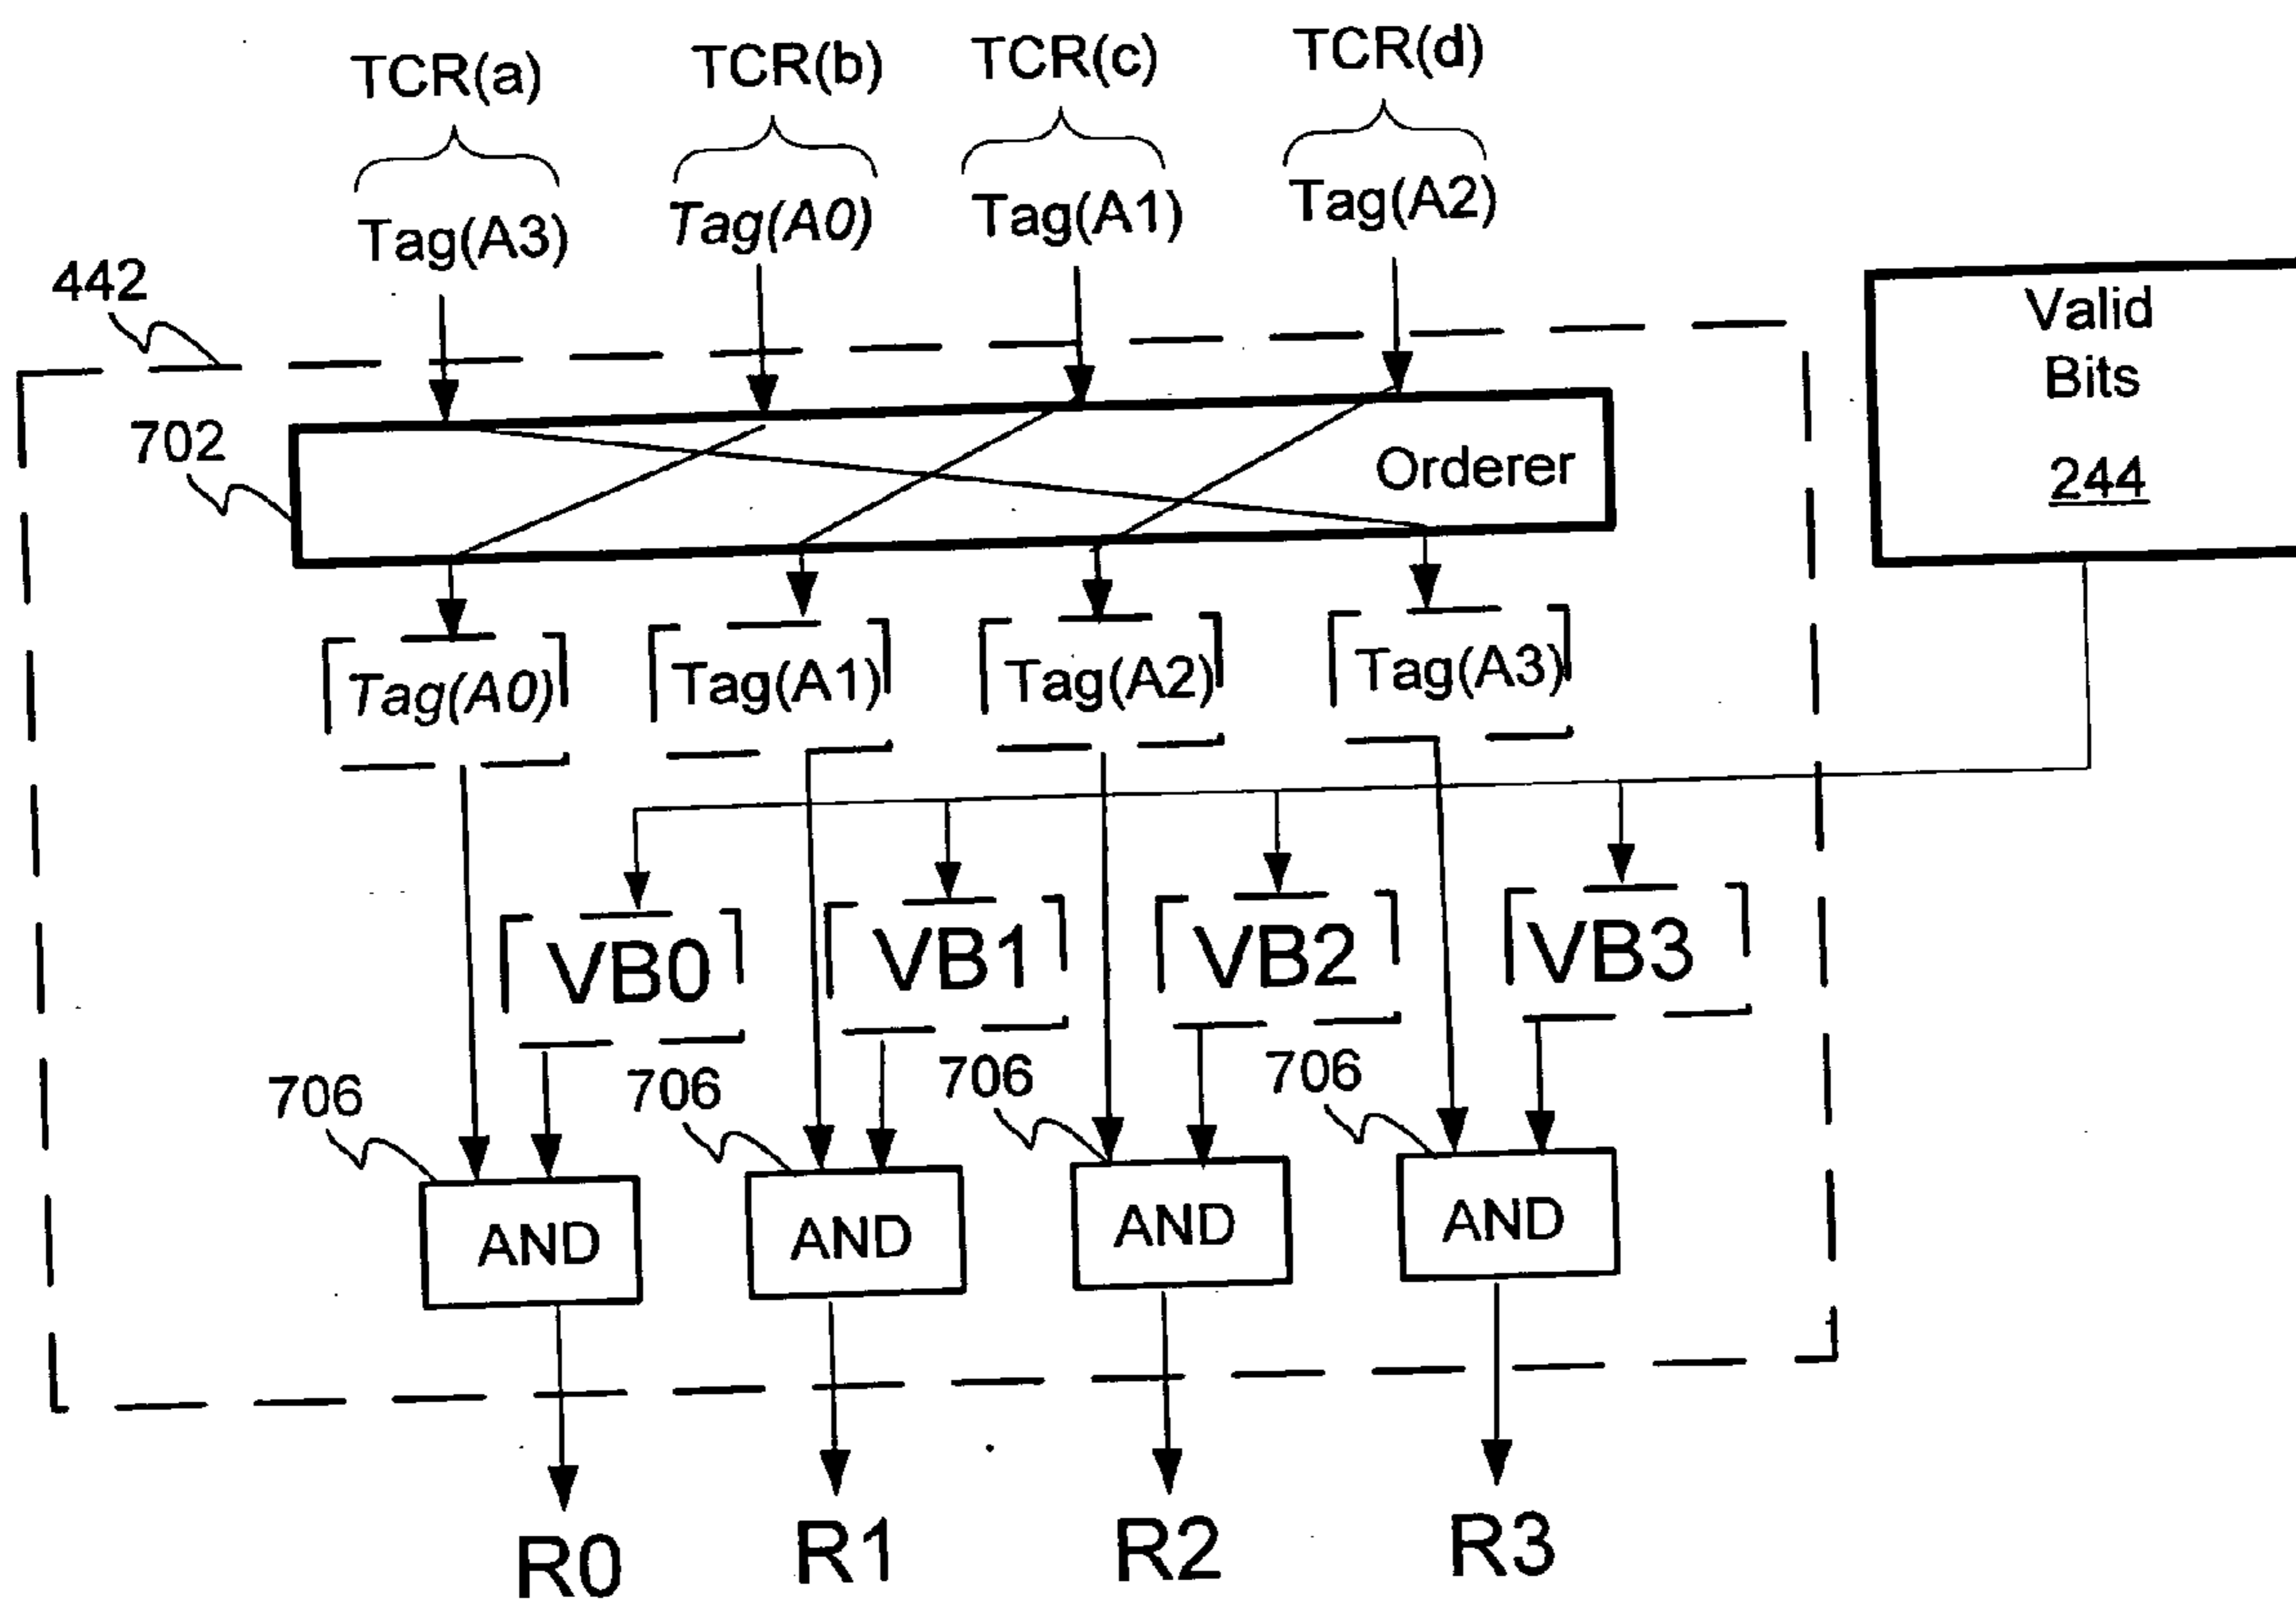 TCR(a) TCR(b) TCR(c) TCR(d)
Tag(A3) Tag(A0) Tag(A1) Tag(A2)
442
Valid
Bits
244
702
Orderer
Tag(A0) Tag(A1) Tag(A2) Tag(A3)
VB0 VB1 VB2 VB3
706 706 706 706
AND AND AND AND
R0 R1 R2 R3